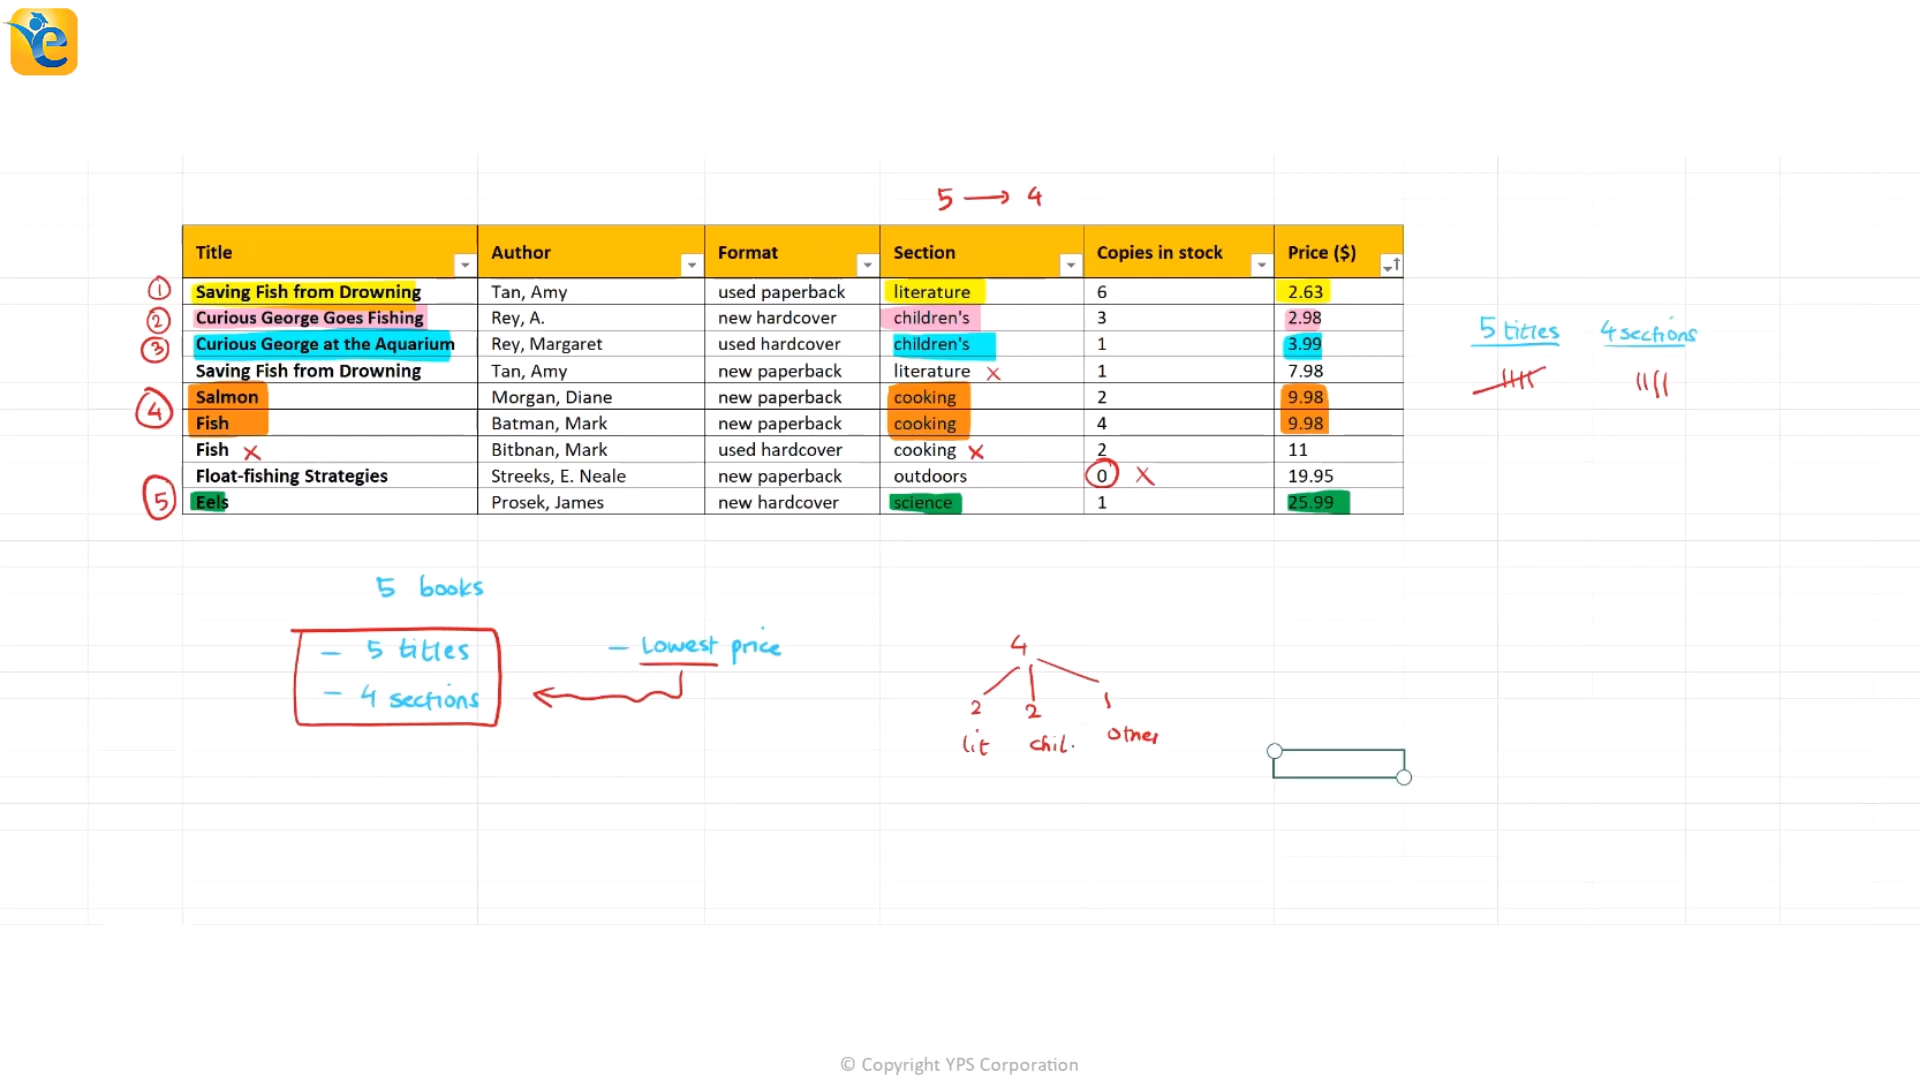 5 → 4
Title Author Format Section Copies in stock Price ($)
① Saving Fish from Drowning Tan, Amy used paperback literature 6 2.63
② Curious George Goes Fishing Rey, A. new hardcover children's 3 2.98
③ Curious George at the Aquarium Rey, Margaret used hardcover children's 1 3.99
Saving Fish from Drowning Tan, Amy new paperback literature x 1 7.98
④ Salmon Morgan, Diane new paperback cooking 2 9.98
Fish Batman, Mark new paperback cooking 4 9.98
Fish x Bitbnan, Mark used hardcover cooking x 2 11
Float-fishing Strategies Streeks, E. Neale new paperback outdoors 0 x 19.95
⑤ Eels Prosek, James new hardcover science 1 25.99
5 titles 4 sections
5 books
- 5 titles
- 4 sections
- Lowest price
4
2 2 1
lit chil. other
© Copyright YPS Corporation